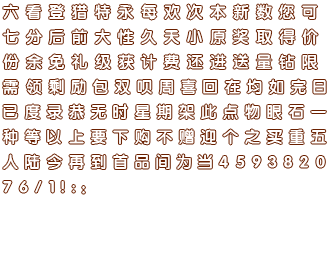 六看登猎特永每欢次本新数您可
七分后前大性久天小原奖取得价
份余免礼级获计费还进送量钻限
需领剩励包双呗周喜回在均如完日
已度录恭无时星期架此点物眼石一
种等以上要下购不赠迎个之买重五
人陆今再到首品间为当4593820
76/1!:;